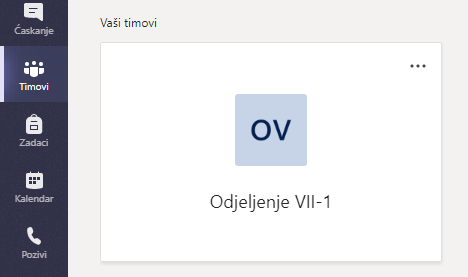 Ćaskanje
Timovi
Zadaci
Kalendar
Pozivi
Vaši timovi
OV
Odjeljenje VII-1